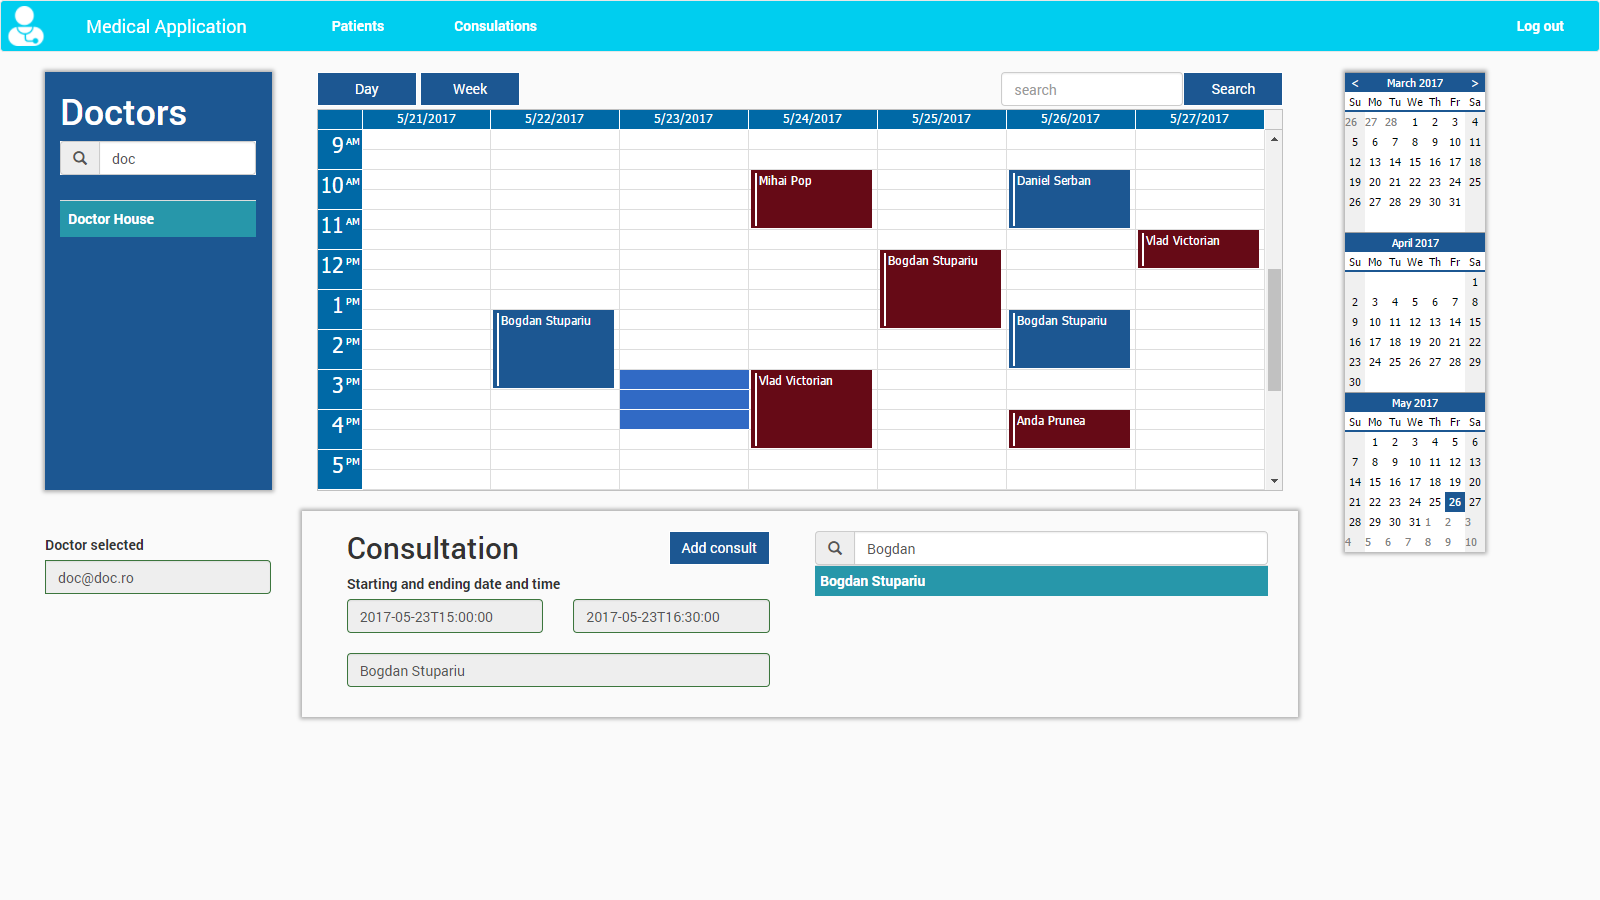 Medical Application Patients Consulations Log out
Doctors
doc
Doctor House
Doctor selected
doc@doc.ro
Day Week search Search
5/21/2017 5/22/2017 5/23/2017 5/24/2017 5/25/2017 5/26/2017 5/27/2017
9 AM
10 AM
Mihai Pop
Daniel Serban
11 AM
Vlad Victorian
12 PM
Bogdan Stupariu
1 PM
Bogdan Stupariu
Bogdan Stupariu
2 PM
3 PM
Vlad Victorian
4 PM
Anda Prunea
5 PM
Consultation Add consult
Starting and ending date and time
2017-05-23T15:00:00 2017-05-23T16:30:00
Bogdan Stupariu
Bogdan
Bogdan Stupariu
< March 2017 >
Su Mo Tu We Th Fr Sa
26 27 28 1 2 3 4
5 6 7 8 9 10 11
12 13 14 15 16 17 18
19 20 21 22 23 24 25
26 27 28 29 30 31
April 2017
Su Mo Tu We Th Fr Sa
1
2 3 4 5 6 7 8
9 10 11 12 13 14 15
16 17 18 19 20 21 22
23 24 25 26 27 28 29
30
May 2017
Su Mo Tu We Th Fr Sa
1 2 3 4 5 6
7 8 9 10 11 12 13
14 15 16 17 18 19 20
21 22 23 24 25 26 27
28 29 30 31 1 2 3
4 5 6 7 8 9 10